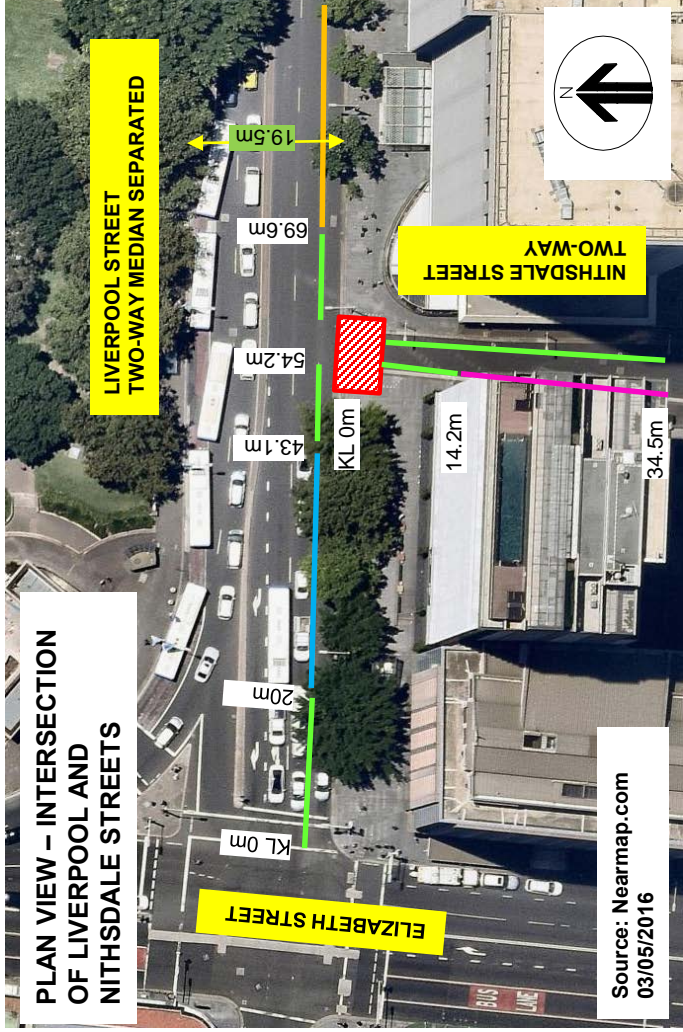 PLAN VIEW – INTERSECTION
OF LIVERPOOL AND
NITHSDALE STREETS
LIVERPOOL STREET
TWO-WAY MEDIAN SEPARATED
19.5m
N
NITHSDALE STREET
TWO-WAY
69.6m
54.2m
43.1m
20m
KL 0m
KL 0m
14.2m
34.5m
ELIZABETH STREET
BUS
LANE
Source: Nearmap.com
03/05/2016